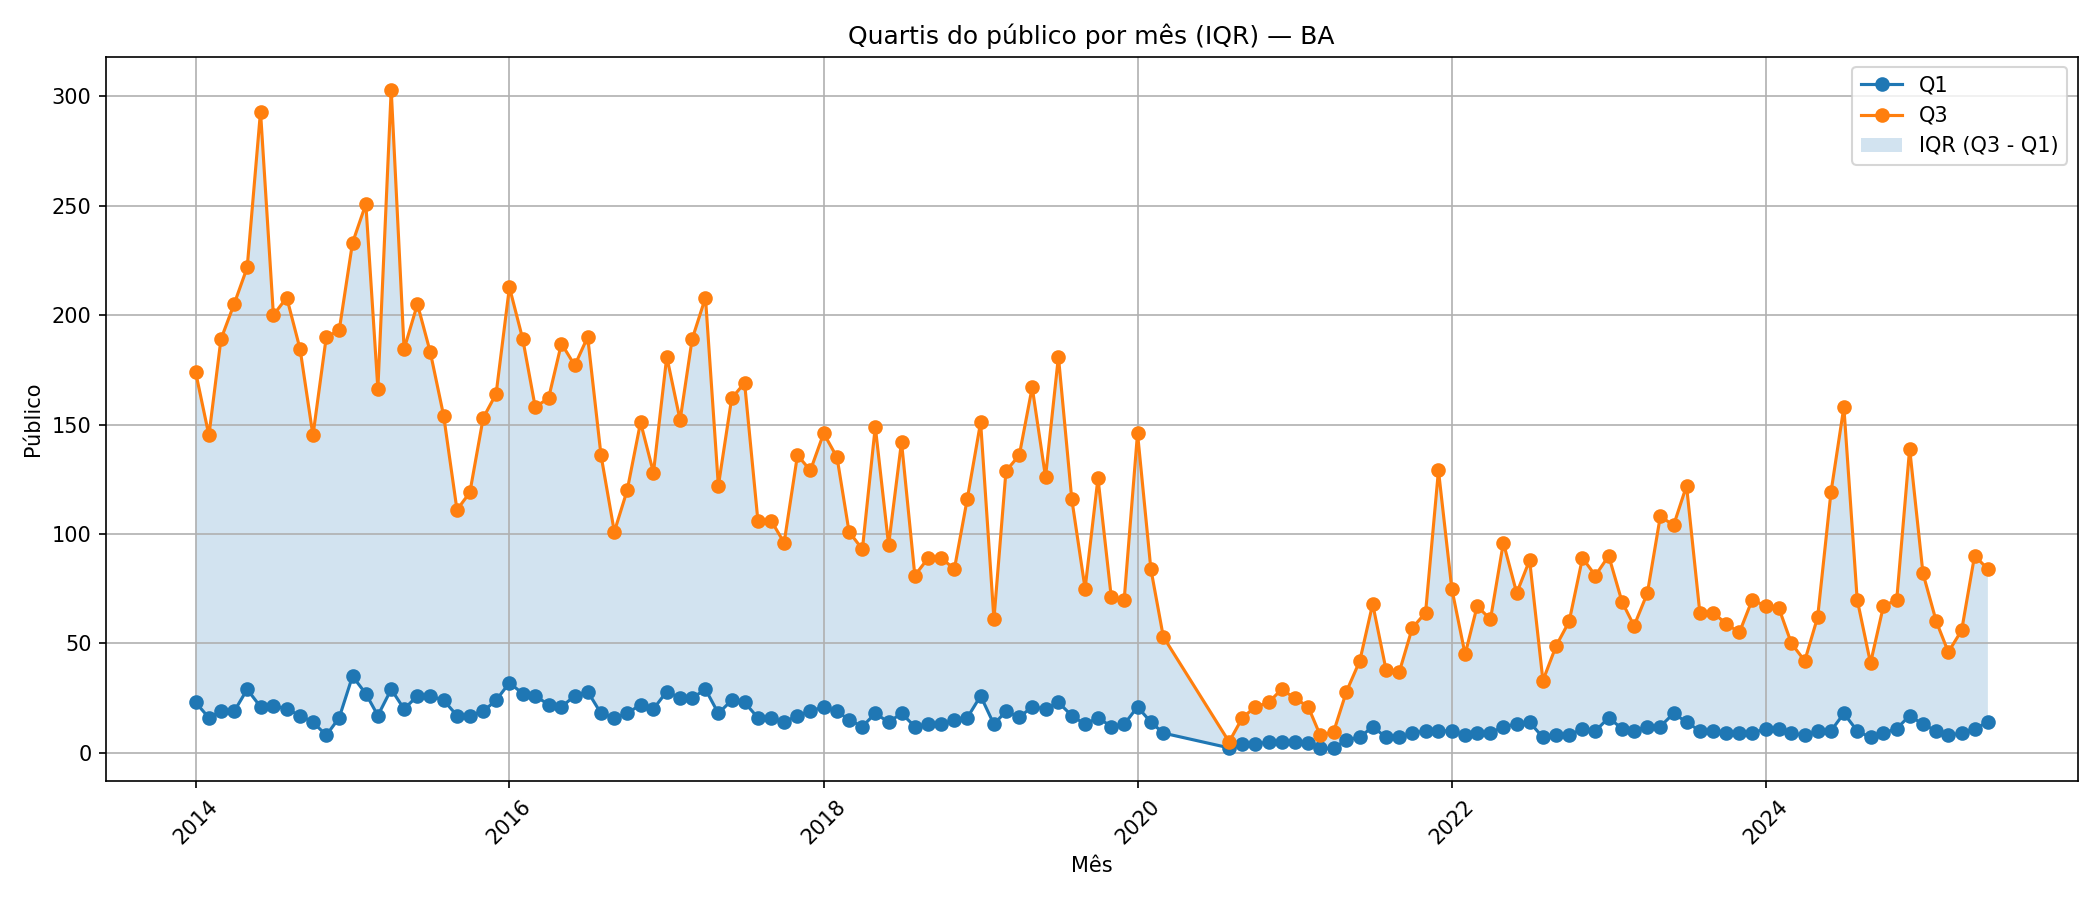 Quartis do público por mês (IQR) — BA
Q1
Q3
IQR (Q3 - Q1)
Público
300
250
200
150
100
50
0
2014
2016
2018
2020
2022
2024
Mês